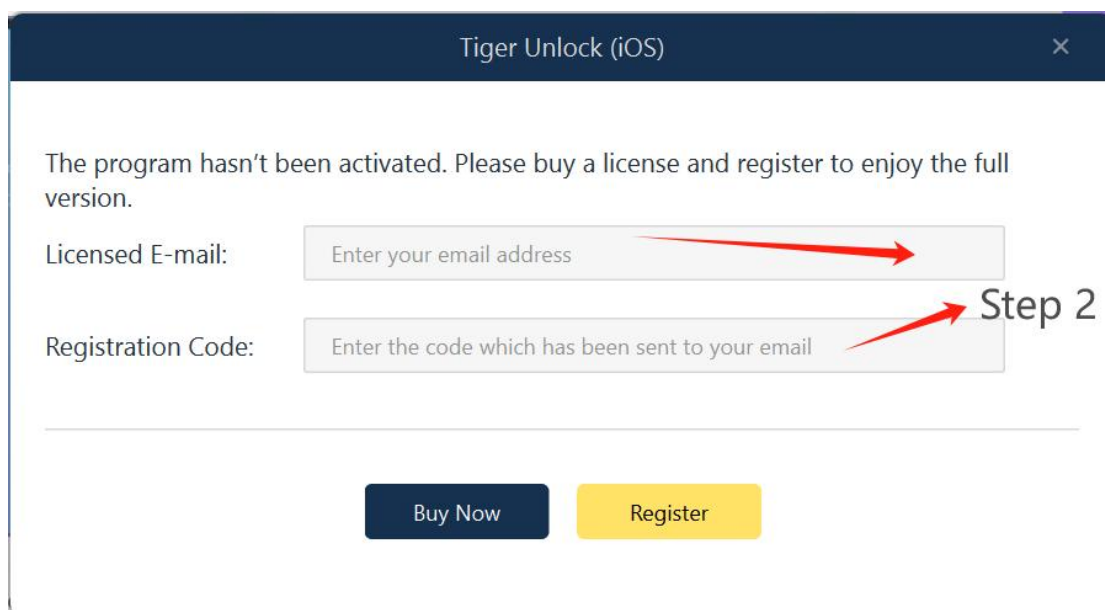 Tiger Unlock (iOS) ×
The program hasn't been activated. Please buy a license and register to enjoy the full
version.
Licensed E-mail: Enter your email address
Step 2
Registration Code: Enter the code which has been sent to your email
Buy Now Register